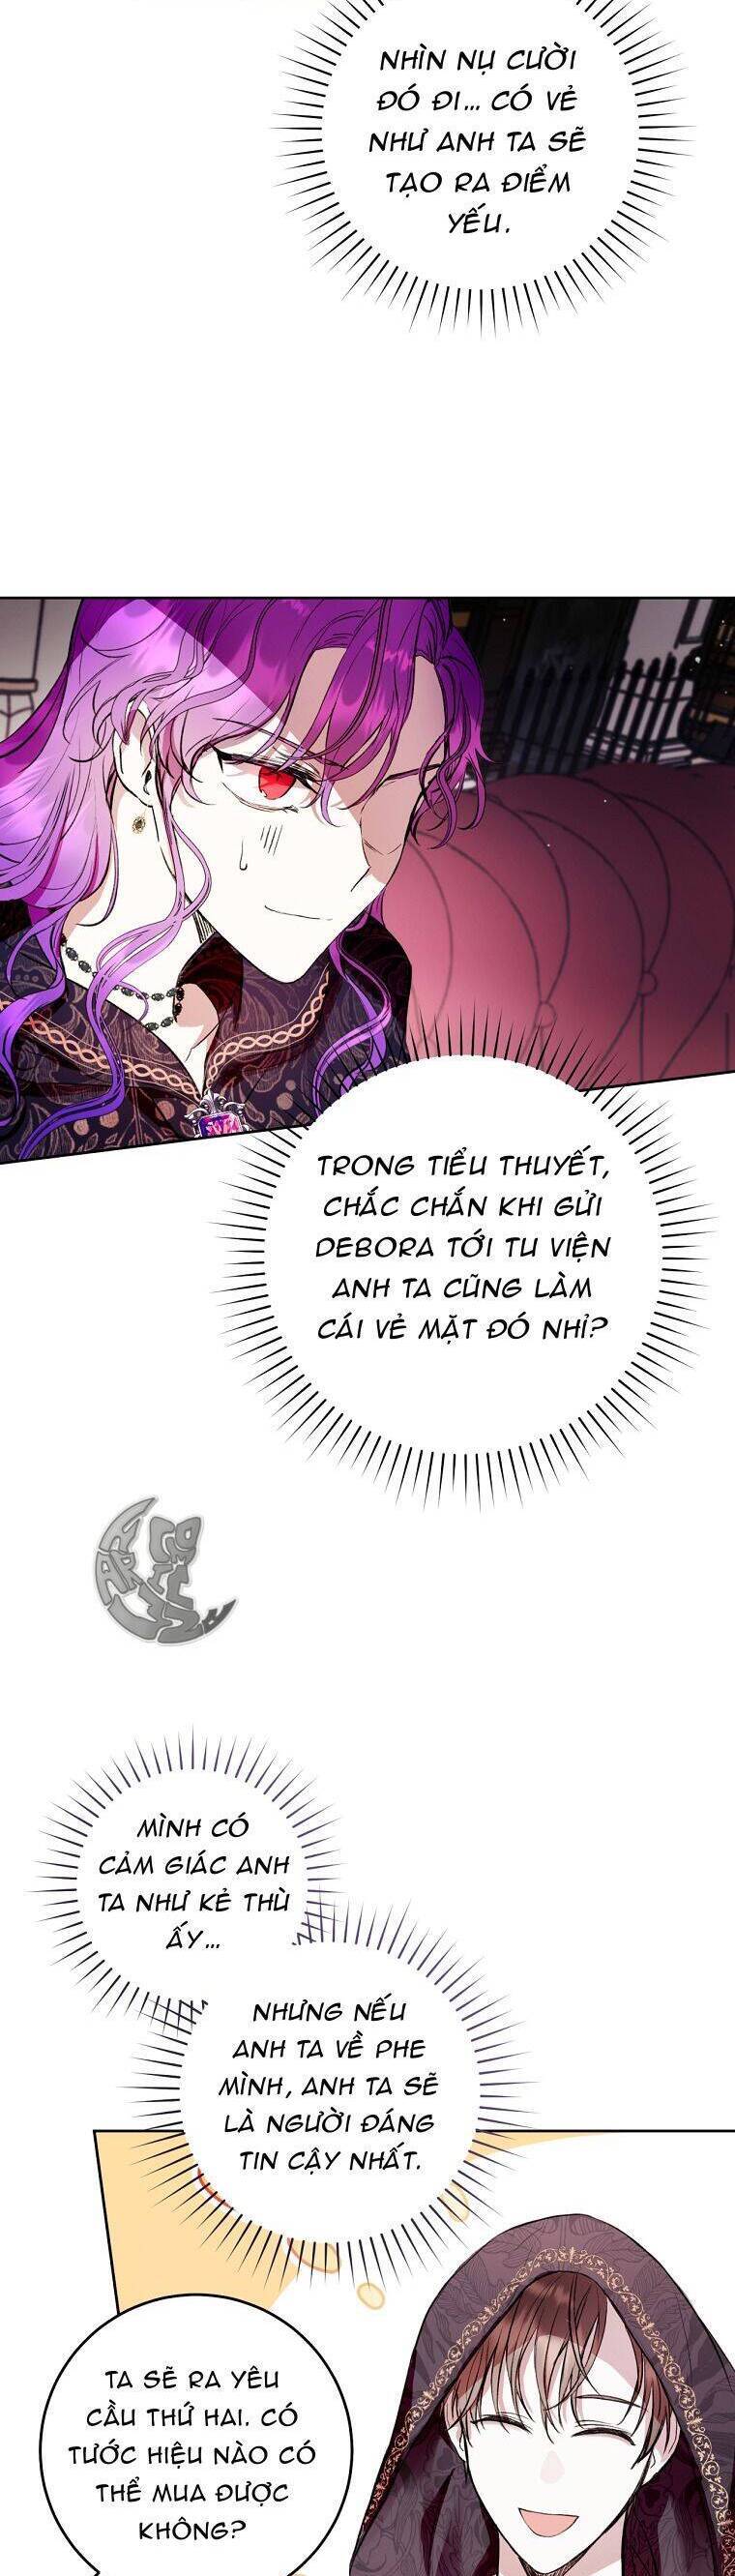 NHÌN NỤ CƯỜI
ĐÓ ĐI... CÓ VẺ
NHƯ ANH TA SẼ
TẠO RA ĐIỂM
YẾU.
TRONG TIỂU THUYẾT,
CHẮC CHẮN KHI GỬI
DEBORA TỚI TU VIỆN
ANH TA CŨNG LÀM
CÁI VẺ MẶT ĐÓ NHỈ?
MÌNH CÓ
CẢM GIÁC ANH
TA NHƯ KẺ THÙ
ẤY...
NHƯNG NẾU
ANH TA VỀ PHE
MÌNH, ANH TA SẼ
LÀ NGƯỜI ĐÁNG
TIN CẬY NHẤT.
TA SẼ RA YÊU
CẦU THỨ HAI. CÓ
TƯỚC HIỆU NÀO CÓ
THỂ MUA ĐƯỢC
KHÔNG?